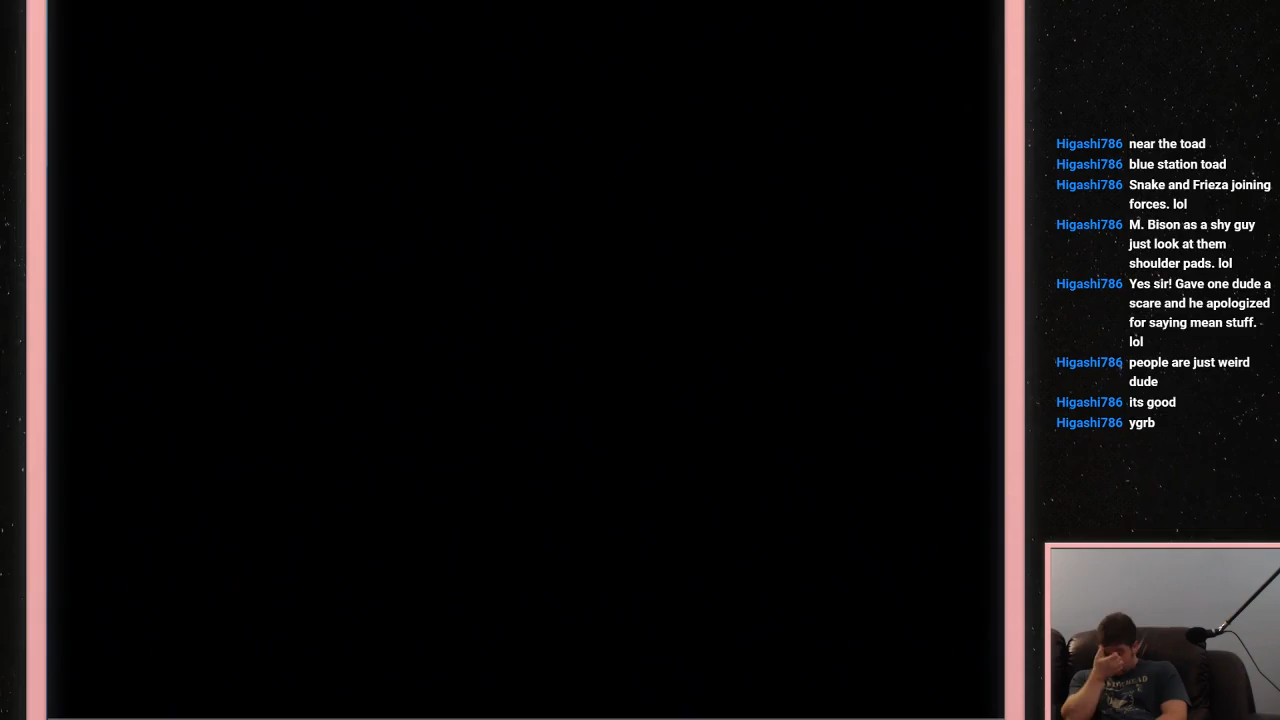 Higashi786 near the toad
Higashi786 blue station toad
Higashi786 Snake and Frieza joining
forces. lol
Higashi786 M. Bison as a shy guy
just look at them
shoulder pads. lol
Higashi786 Yes sir! Gave one dude a
scare and he apologized
for saying mean stuff.
lol
Higashi786 people are just weird
dude
Higashi786 its good
Higashi786 ygrb